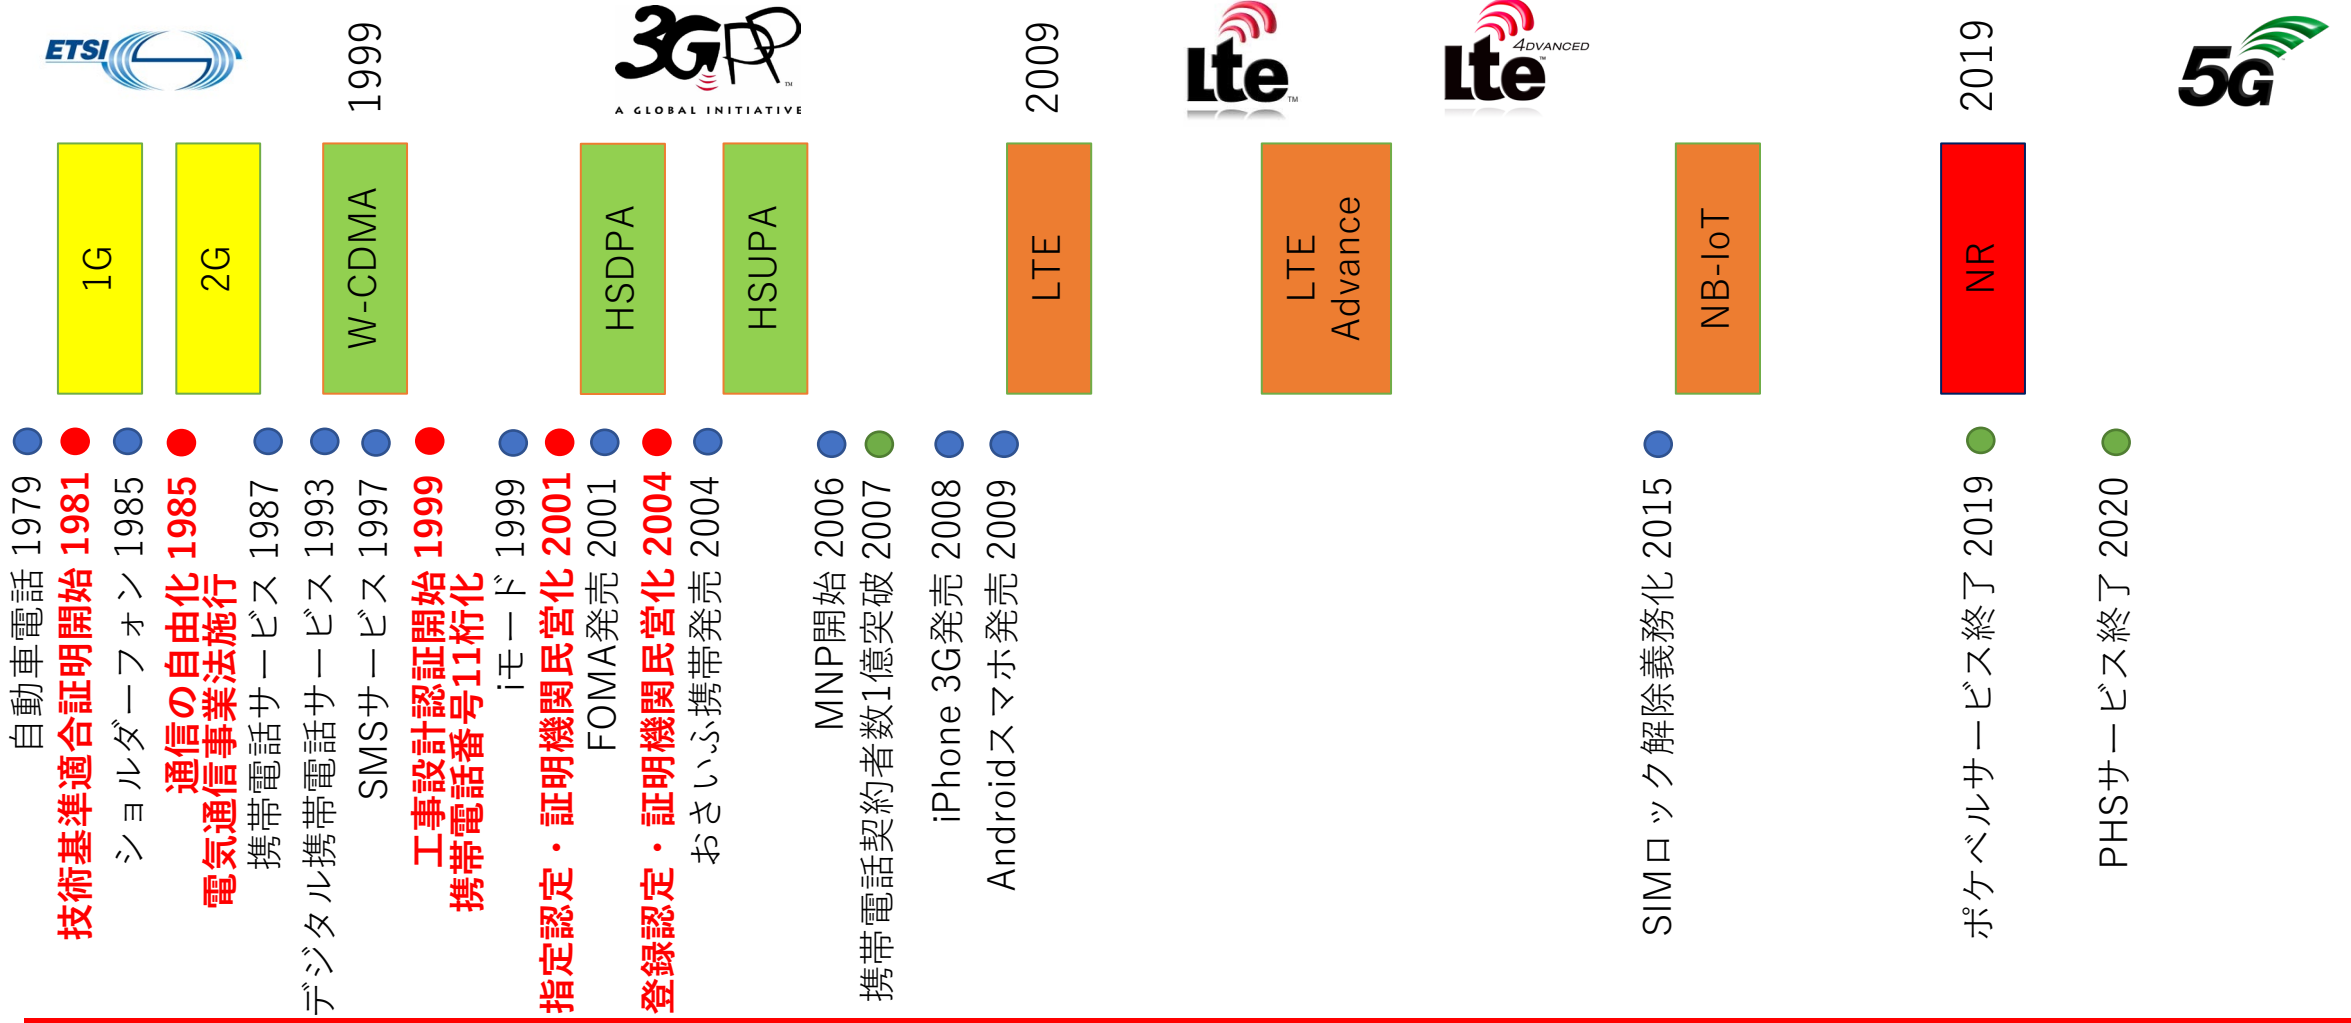 ETSI
1999
3GPP
TM
A GLOBAL INITIATIVE
2009
LTE
TM
LTE
4DVANCED
TM
2019
5G
1G
2G
W-CDMA
HSDPA
HSUPA
LTE
LTE
Advance
NB-IoT
NR
自動車電話 1979
技術基準適合証明開始 1981
ショルダーフォン 1985
通信の自由化 1985
電気通信事業法施行
携帯電話サービス 1987
デジタル携帯電話サービス 1993
SMSサービス 1997
工事設計認証開始 1999
携帯電話番号11桁化
iモード 1999
指定認定・証明機関民営化 2001
FOMA発売 2001
登録認定・証明機関民営化 2004
おさいふ携帯発売 2004
MNP開始 2006
携帯電話契約者数1億突破 2007
iPhone 3G発売 2008
Androidスマホ発売 2009
SIMロック解除義務化 2015
ポケベルサービス終了 2019
PHSサービス終了 2020